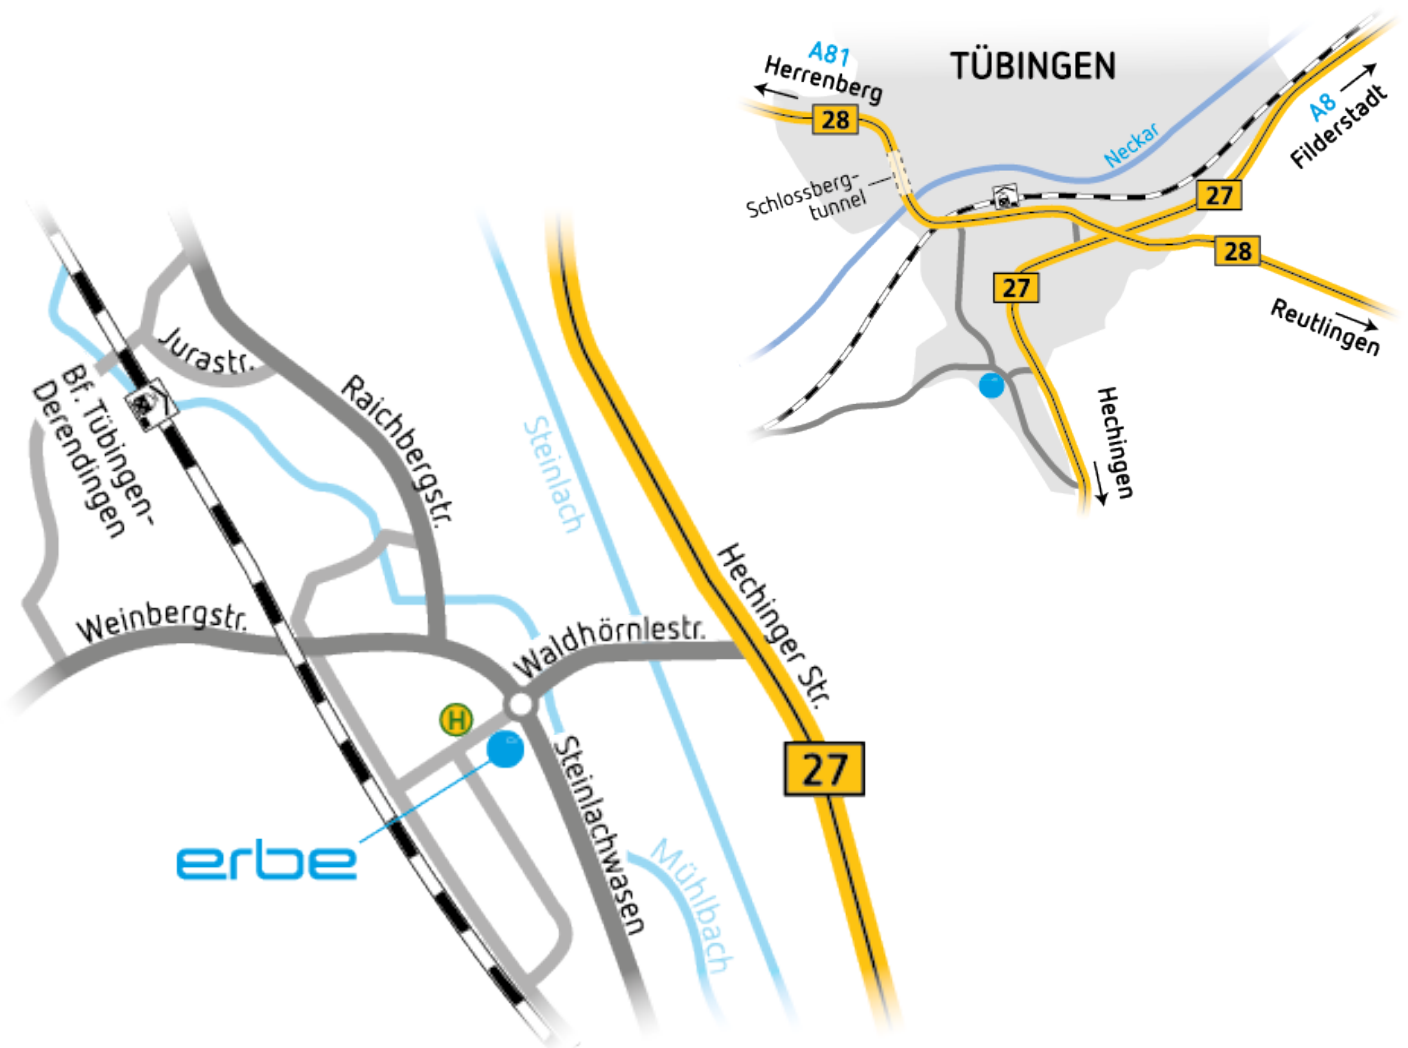 TÜBINGEN
A81
Herrenberg
28
Schlossberg-
tunnel
Neckar
A8
Filderstadt
27
28
27
Reutlingen
Hechingen
Jurastr.
Bf. Tübingen-
Derendingen
Raichbergstr.
Steinlach
Hechinger Str.
Weinbergstr.
Waldhörnlestr.
H
27
Steinlachwasen
erbe
Mühlbach